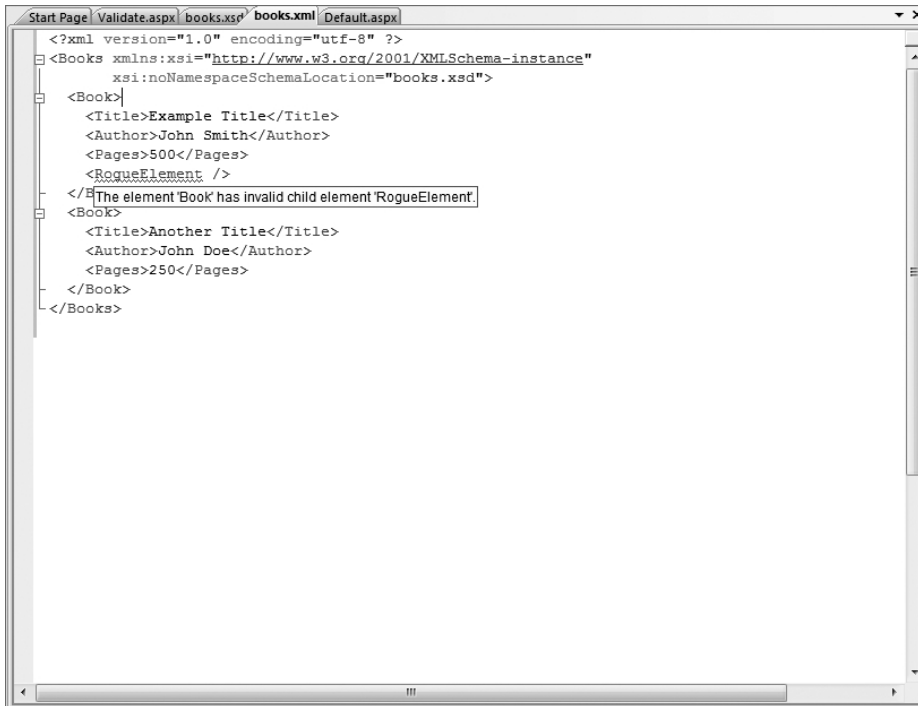 Start Page Validate.aspx books.xsd books.xml Default.aspx
<?xml version="1.0" encoding="utf-8" ?>
<Books xmlns:xsi="http://www.w3.org/2001/XMLSchema-instance"
xsi:noNamespaceSchemaLocation="books.xsd">
<Book>
<Title>Example Title</Title>
<Author>John Smith</Author>
<Pages>500</Pages>
<RogueElement />
</B
The element 'Book' has invalid child element 'RogueElement'.
<Book>
<Title>Another Title</Title>
<Author>John Doe</Author>
<Pages>250</Pages>
</Book>
</Books>